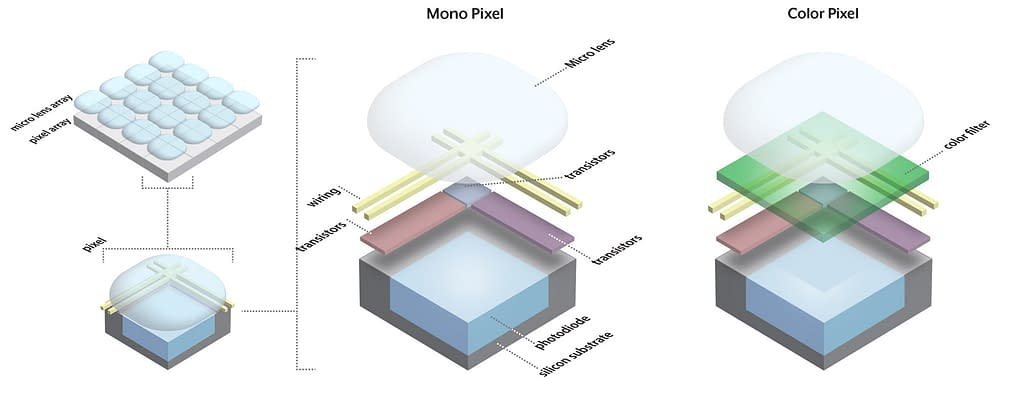 Mono Pixel
Color Pixel
micro lens array
pixel array
pixel
Micro lens
wiring
transistors
transistors
transistors
photodiode
silicon substrate
color filter